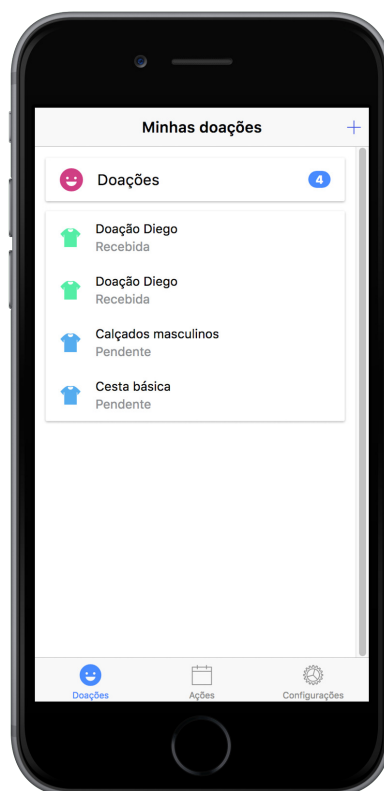 Minhas doações
Doações 4
Doação Diego
Recebida
Doação Diego
Recebida
Calçados masculinos
Pendente
Cesta básica
Pendente
Doações Ações Configurações